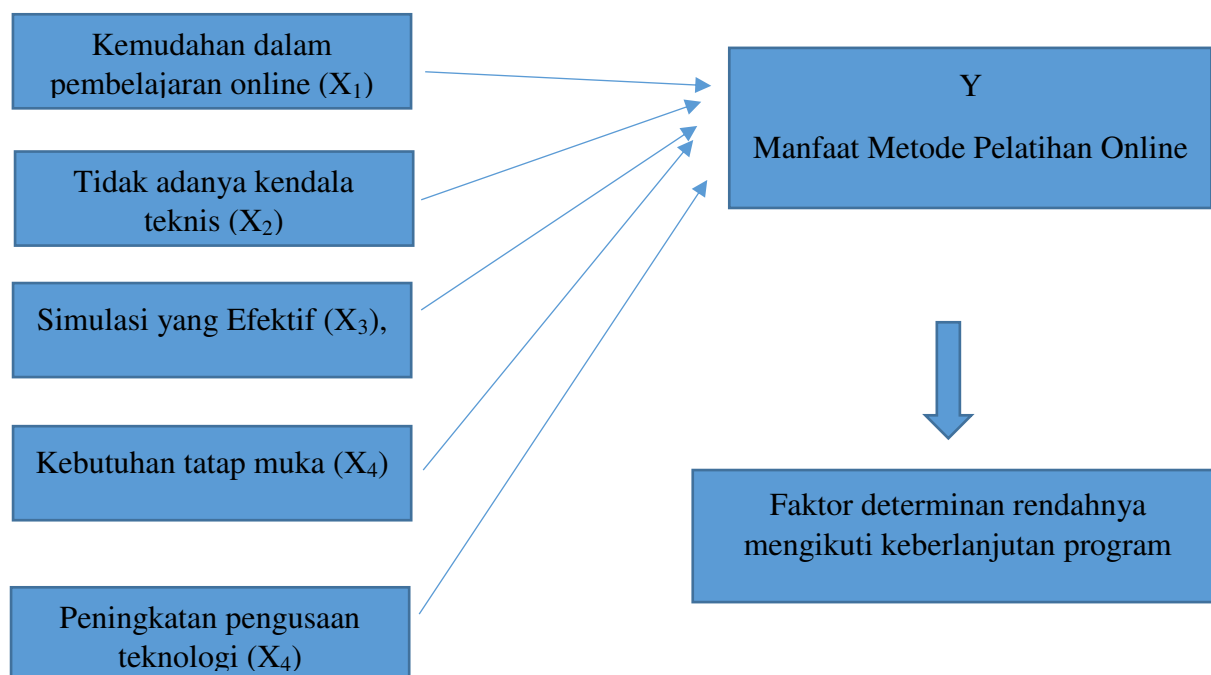 Kemudahan dalam
pembelajaran online (X₁)
Tidak adanya kendala
teknis (X₂)
Simulasi yang Efektif (X₃),
Kebutuhan tatap muka (X₄)
Peningkatan pengusaan
teknologi (X₄)
Y
Manfaat Metode Pelatihan Online
Faktor determinan rendahnya
mengikuti keberlanjutan program